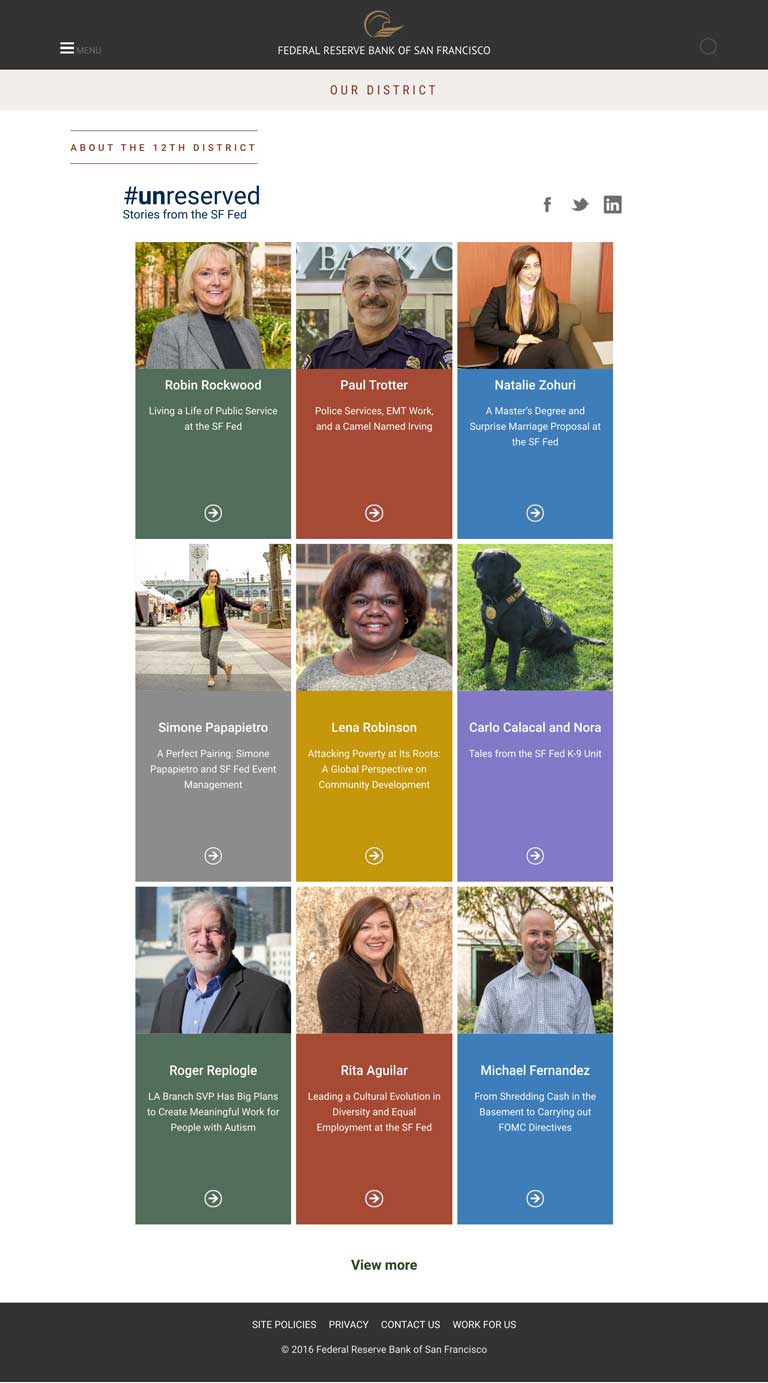 MENU
FEDERAL RESERVE BANK OF SAN FRANCISCO
OUR DISTRICT
ABOUT THE 12TH DISTRICT
#unreserved
Stories from the SF Fed
f
in
BANK O
Robin Rockwood
Living a Life of Public Service
at the SF Fed
Paul Trotter
Police Services, EMT Work,
and a Camel Named Irving
Natalie Zohuri
A Master's Degree and
Surprise Marriage Proposal at
the SF Fed
Simone Papapietro
A Perfect Pairing: Simone
Papapietro and SF Fed Event
Management
Lena Robinson
Attacking Poverty at Its Roots:
A Global Perspective on
Community Development
Carlo Calacal and Nora
Tales from the SF Fed K-9 Unit
Roger Replogle
LA Branch SVP Has Big Plans
to Create Meaningful Work for
People with Autism
Rita Aguilar
Leading a Cultural Evolution in
Diversity and Equal
Employment at the SF Fed
Michael Fernandez
From Shredding Cash in the
Basement to Carrying out
FOMC Directives
View more
SITE POLICIES PRIVACY CONTACT US WORK FOR US
© 2016 Federal Reserve Bank of San Francisco